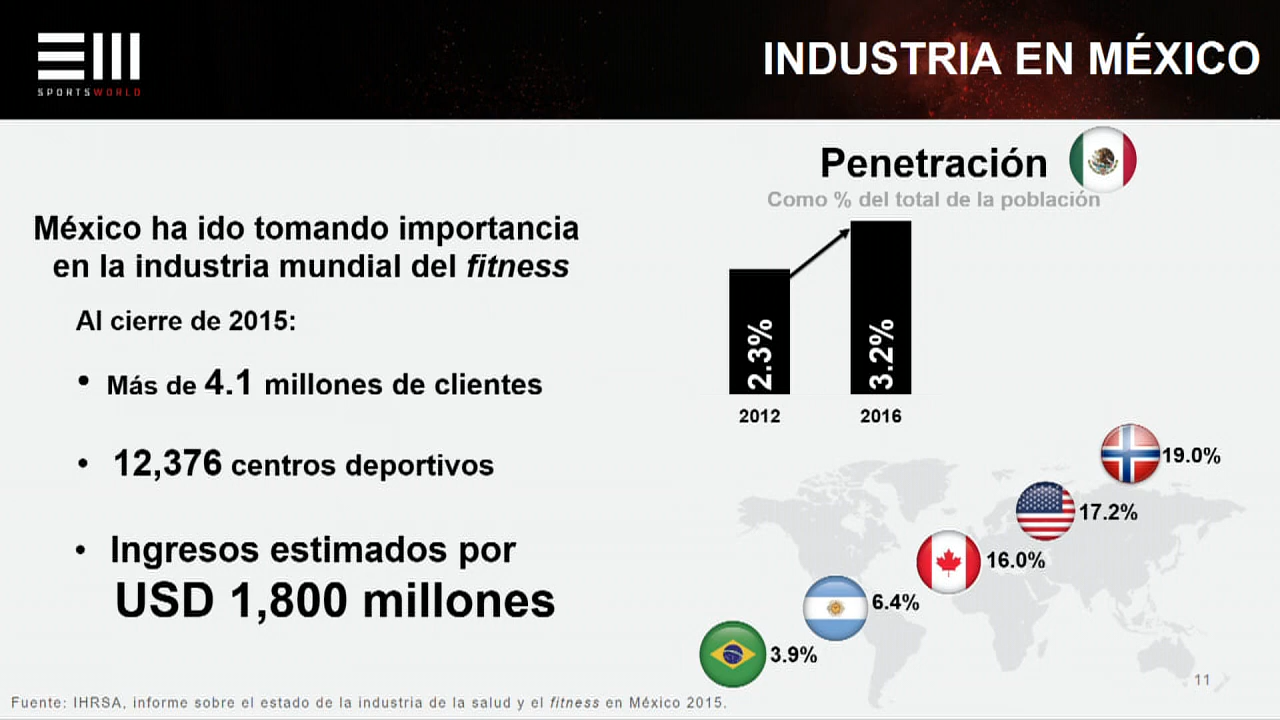 SPORTSWORLD
INDUSTRIA EN MÉXICO
México ha ido tomando importancia
en la industria mundial del fitness
Al cierre de 2015:
• Más de 4.1 millones de clientes
• 12,376 centros deportivos
• Ingresos estimados por
USD 1,800 millones
Penetración
Como % del total de la población
2.3%
3.2%
2012
2016
19.0%
17.2%
16.0%
6.4%
3.9%
11
Fuente: IHRSA, informe sobre el estado de la industria de la salud y el fitness en México 2015.